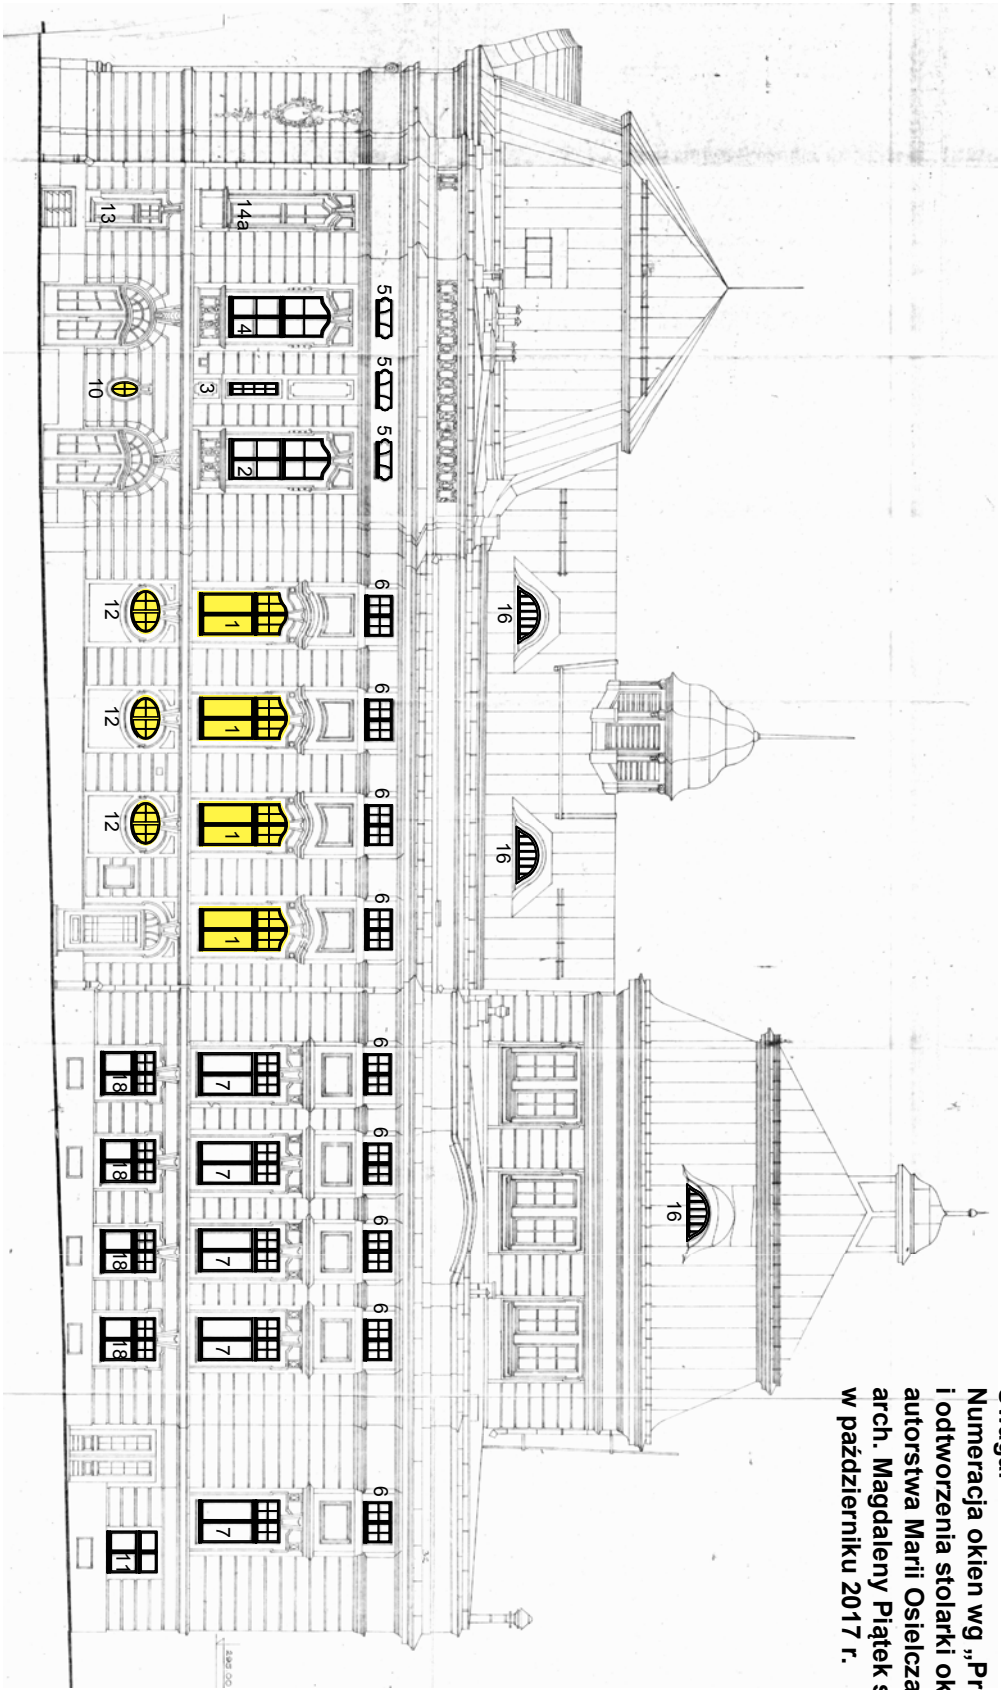 Uwaga:
Numeracja okien wg „Pr
i odtworzenia stolarki ok
autorstwa Marii Osielcza
arch. Magdaleny Piątek s
w październiku 2017 r.
16
16
16
5 5 5 6 6 6 6 6 6 6 6 6
14a 4 3 2 1 1 1 1 7 7 7 7 7
13 10 12 12 12 18 18 18 18 11